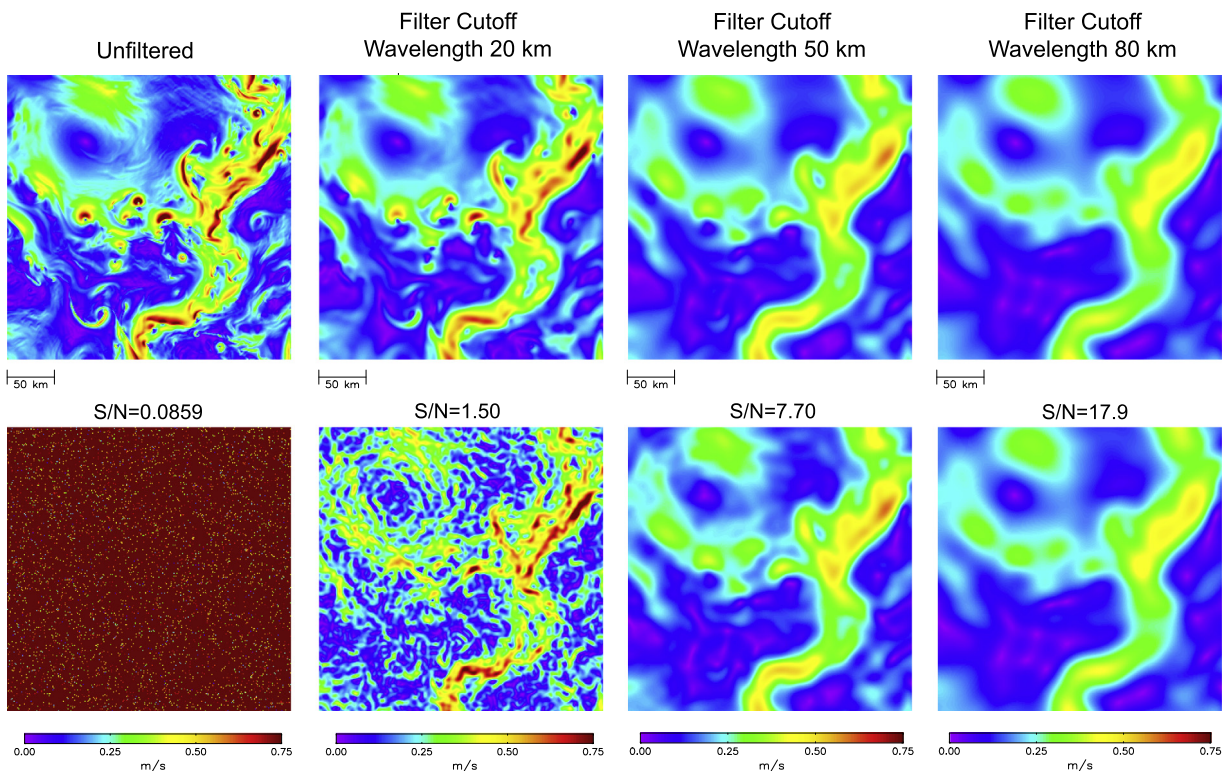 Unfiltered
Filter Cutoff
Wavelength 20 km
Filter Cutoff
Wavelength 50 km
Filter Cutoff
Wavelength 80 km
50 km
50 km
50 km
50 km
S/N=0.0859
S/N=1.50
S/N=7.70
S/N=17.9
0.00 0.25 0.50 0.75
m/s
0.00 0.25 0.50 0.75
m/s
0.00 0.25 0.50 0.75
m/s
0.00 0.25 0.50 0.75
m/s